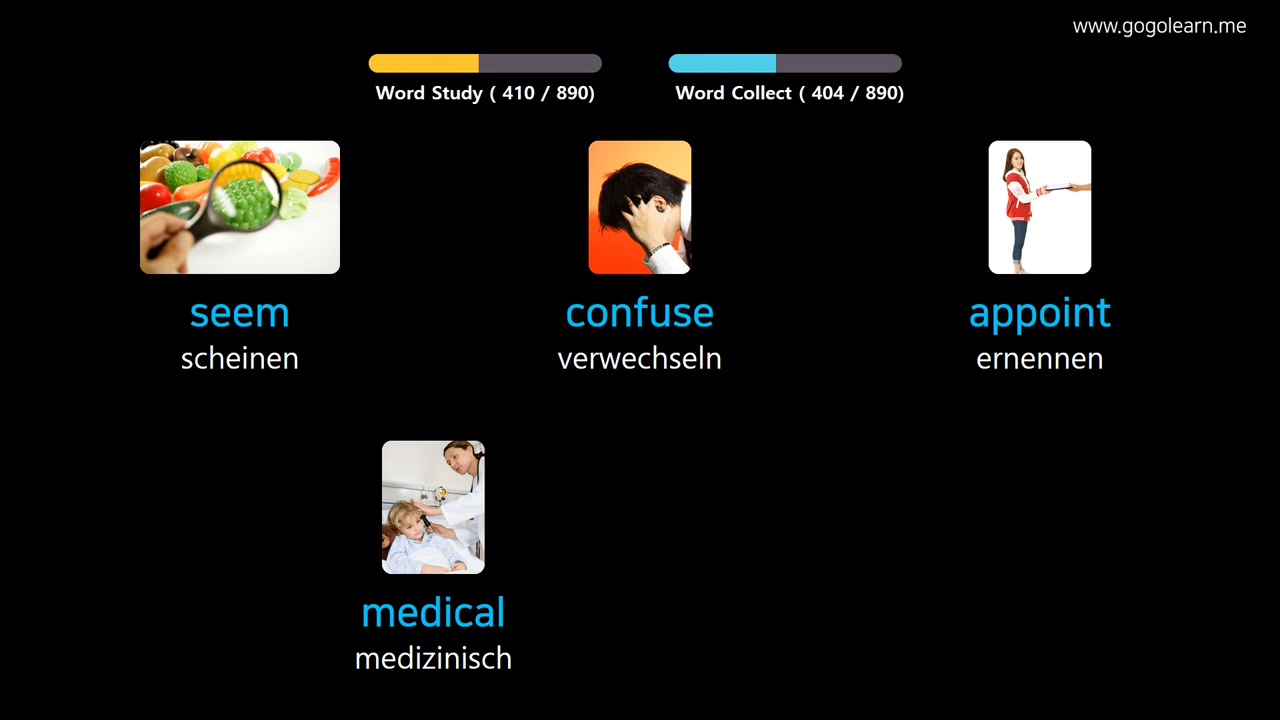 www.gogolearn.me
Word Study ( 410 / 890)
Word Collect ( 404 / 890)
seem
scheinen
confuse
verwechseln
appoint
ernennen
medical
medizinisch